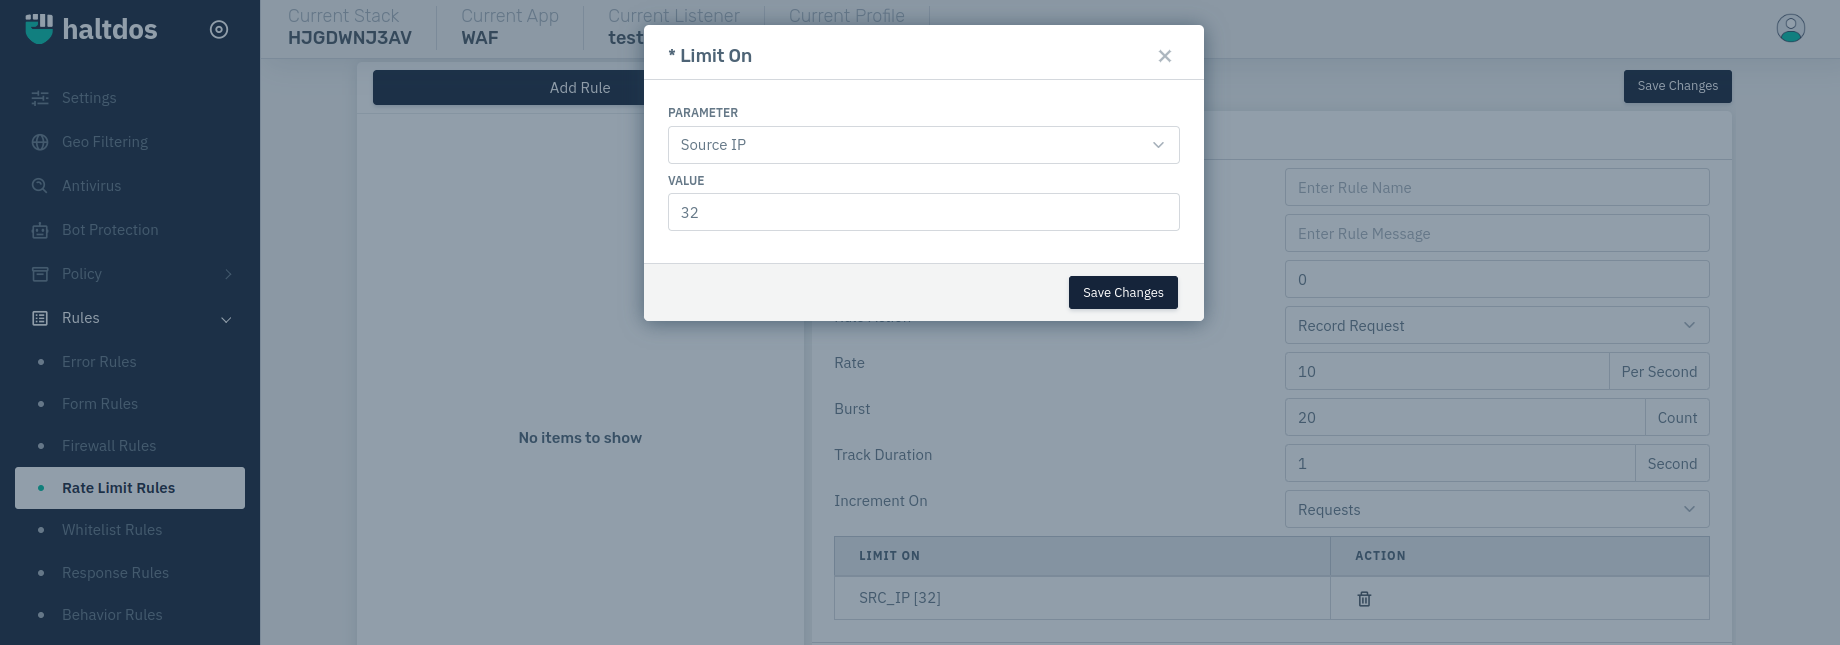 haltdos
Settings
Geo Filtering
Antivirus
Bot Protection
Policy
Rules
Error Rules
Form Rules
Firewall Rules
Rate Limit Rules
Whitelist Rules
Response Rules
Behavior Rules
Current Stack
HJGDWNJ3AV
Current App
WAF
Current Listener
test
Current Profile
Add Rule
Save Changes
No items to show
* Limit On
PARAMETER
Source IP
VALUE
32
Save Changes
Enter Rule Name
Enter Rule Message
0
Record Request
Rate
10
Per Second
Burst
20
Count
Track Duration
1
Second
Increment On
Requests
LIMIT ON
ACTION
SRC_IP [32]